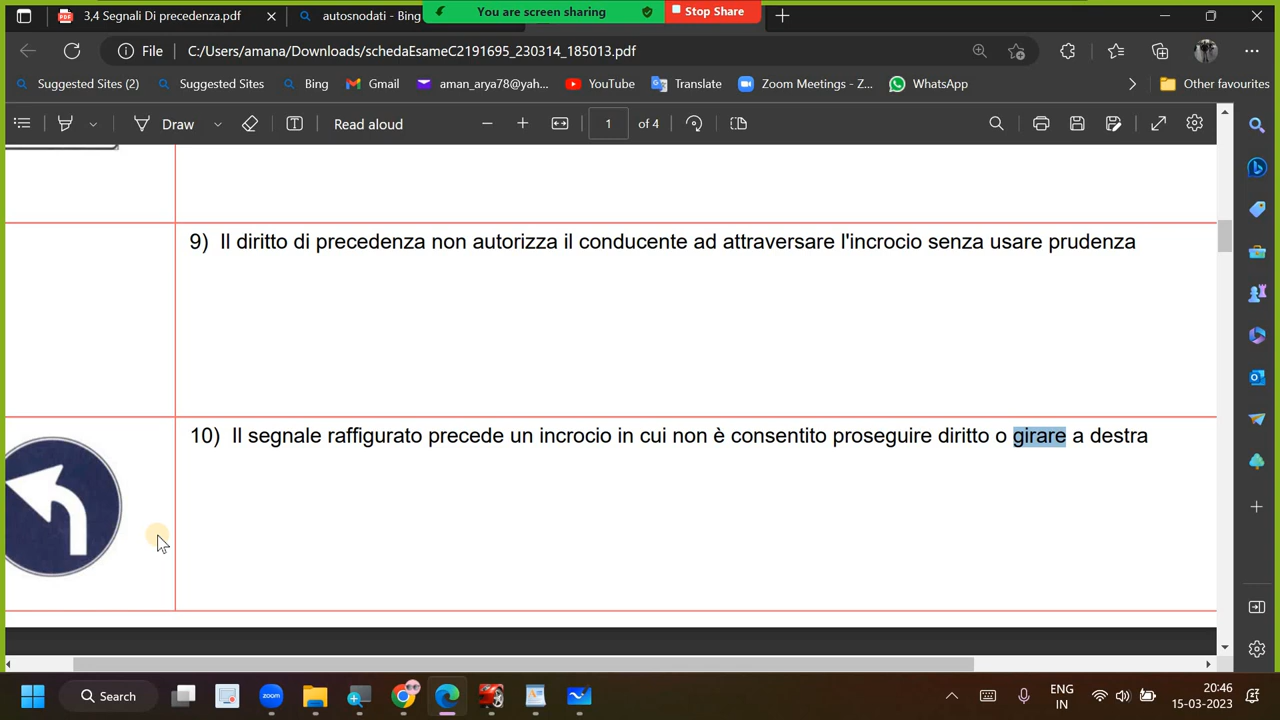 3,4 Segnali Di precedenza.pdf
autosnodati - Bing
You are screen sharing
Stop Share
File
C:/Users/amana/Downloads/schedaEsameC2191695_230314_185013.pdf
Suggested Sites (2)
Suggested Sites
Bing
Gmail
aman_arya78@yah...
YouTube
Translate
Zoom Meetings - Z...
WhatsApp
Other favourites
Draw
Read aloud
1
of 4
9) Il diritto di precedenza non autorizza il conducente ad attraversare l'incrocio senza usare prudenza
10) Il segnale raffigurato precede un incrocio in cui non è consentito proseguire diritto o girare a destra
Search
zoom
ENG
IN
20:46
15-03-2023